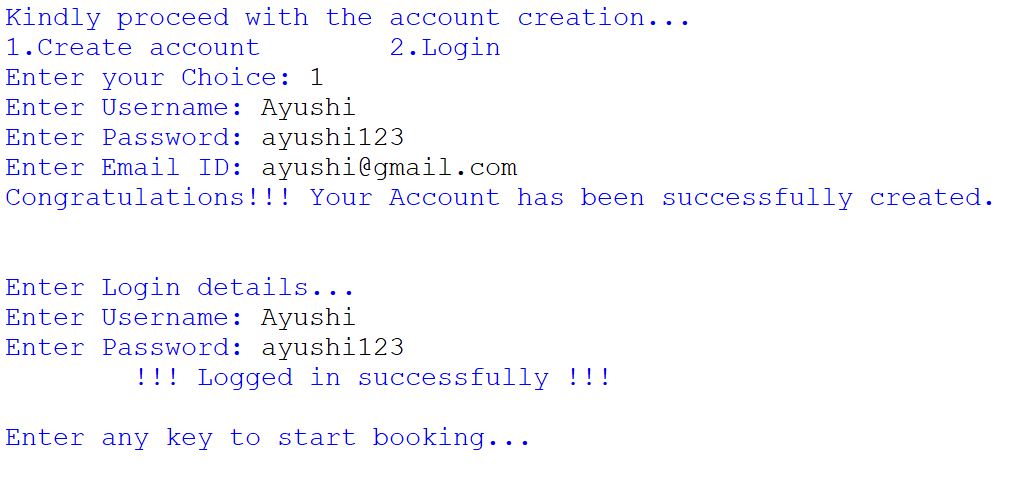 Kindly proceed with the account creation...
1.Create account        2.Login
Enter your Choice: 1
Enter Username: Ayushi
Enter Password: ayushi123
Enter Email ID: ayushi@gmail.com
Congratulations!!! Your Account has been successfully created.
Enter Login details...
Enter Username: Ayushi
Enter Password: ayushi123
!!! Logged in successfully !!!
Enter any key to start booking...